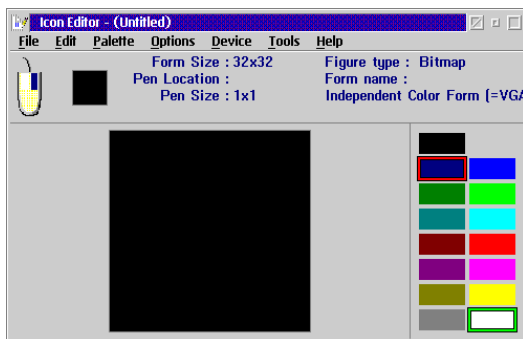 Icon Editor - (Untitled)
File Edit Palette Options Device Tools Help
Form Size : 32x32 Figure type : Bitmap
Pen Location : Form name :
Pen Size : 1x1 Independent Color Form (=VGA